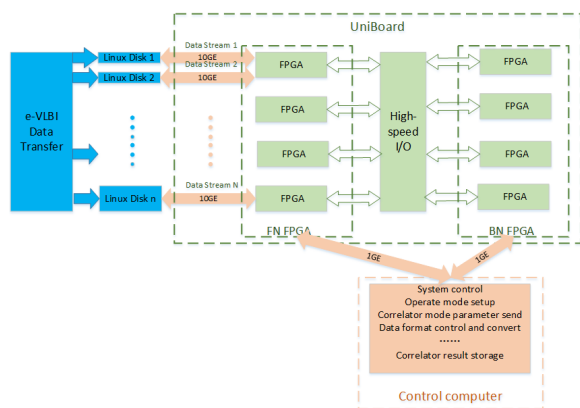 UniBoard
Data Stream 1
Linux Disk 1
10GE
FPGA
FPGA
Data Stream 2
Linux Disk 2
10GE
e-VLBI
Data
Transfer
FPGA
High-
speed
I/O
FPGA
FPGA
FPGA
Data Stream N
Linux Disk n
10GE
FPGA
FPGA
FN FPGA
BN FPGA
1GE
1GE
System control
Operate mode setup
Correlator mode parameter send
Data format control and convert
······
Correlator result storage
Control computer